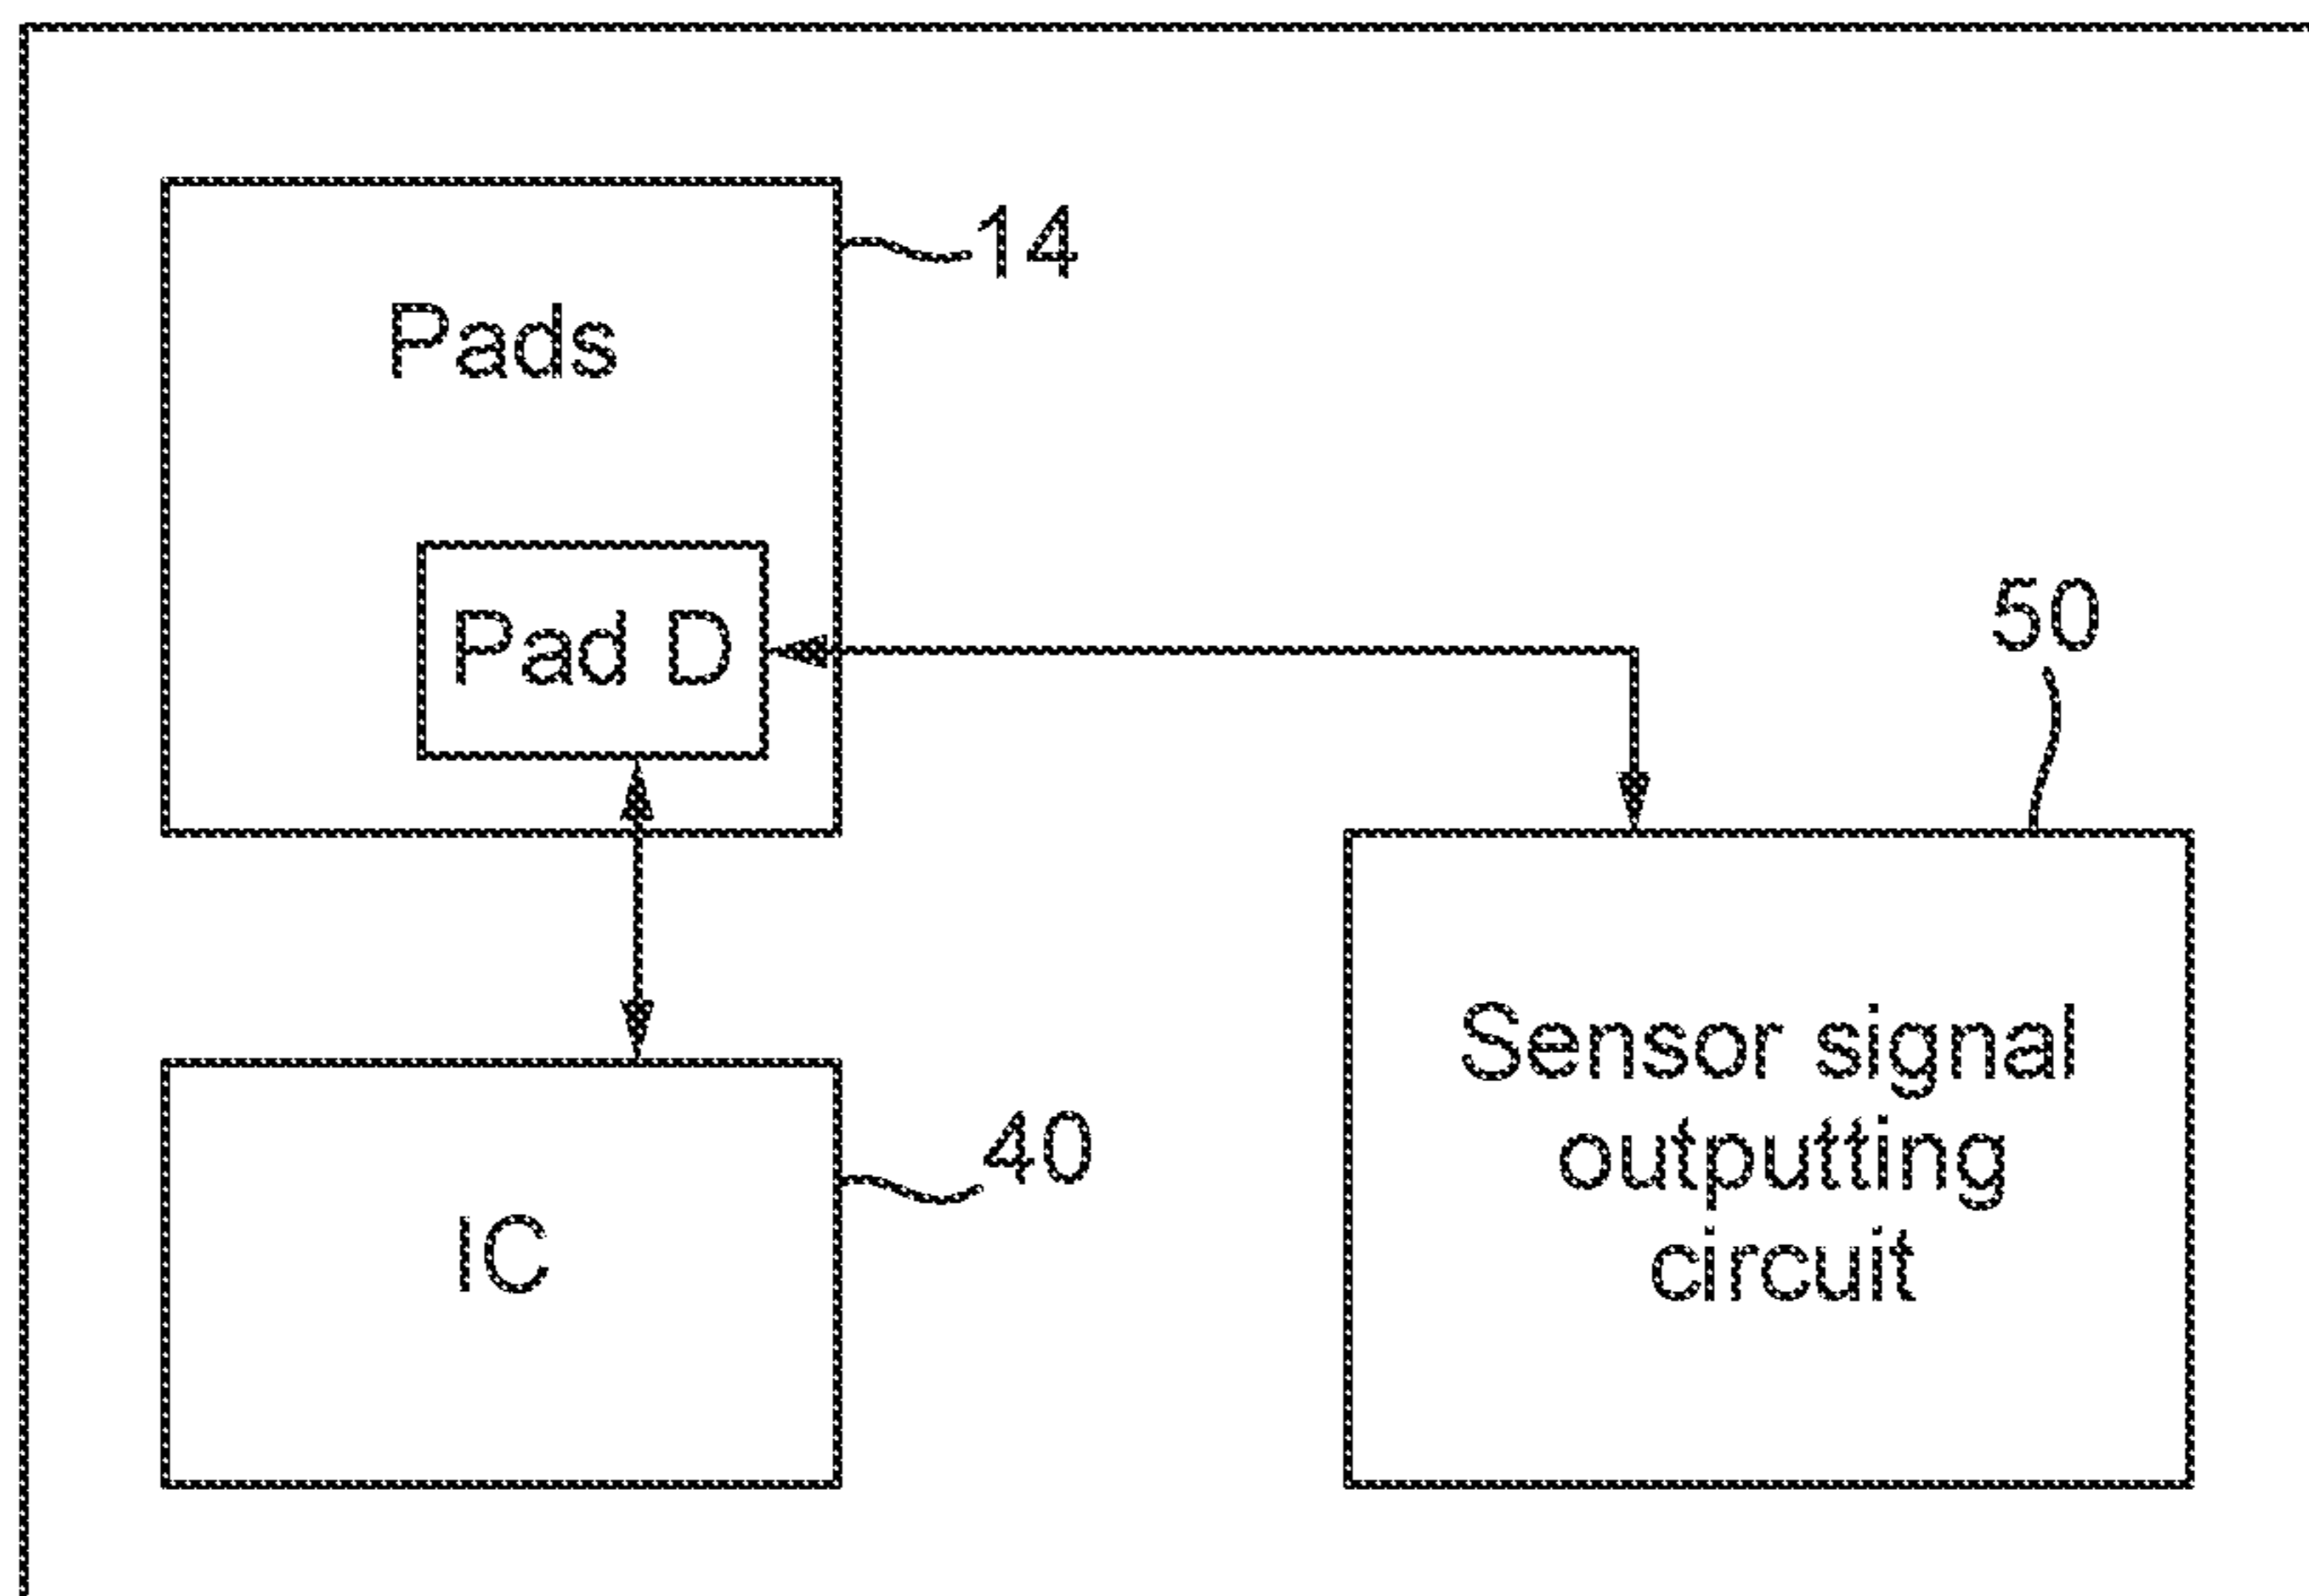 14
Pads
Pad D
50
Sensor signal
outputting
circuit
40
IC